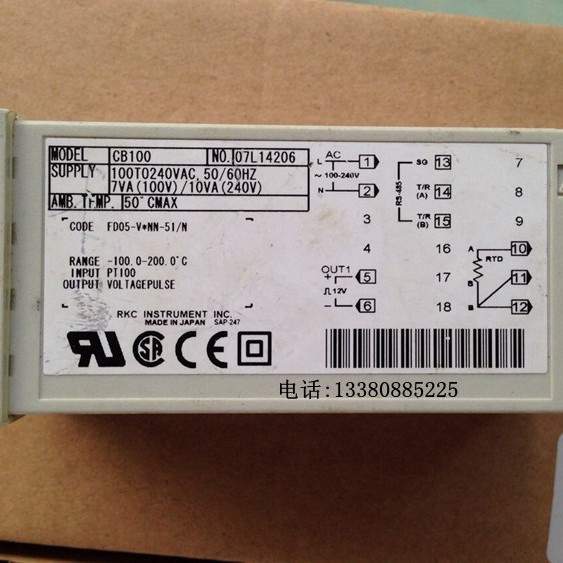 MODEL CB100 NO. 07L14206
SUPPLY 100TO240VAC, 50/60HZ
7VA(100V)/10VA(240V)
AMB. TEMP. 50°CMAX
CODE FD05-V*NN-51/N
RANGE -100.0-200.0°C
INPUT PT100
OUTPUT VOLTAGEPULSE
RKC INSTRUMENT INC.
MADE IN JAPAN SAP-247
AC
L 1
~ 100-240V
N 2
3
4
OUT1
+ 5
12V
- 6
RS-485
SG 13
T/R (A) 14
T/R (B) 15
16
17
18
7
8
9
A 10
RTD
B 11
B 12
SA
CE
电话:13380885225